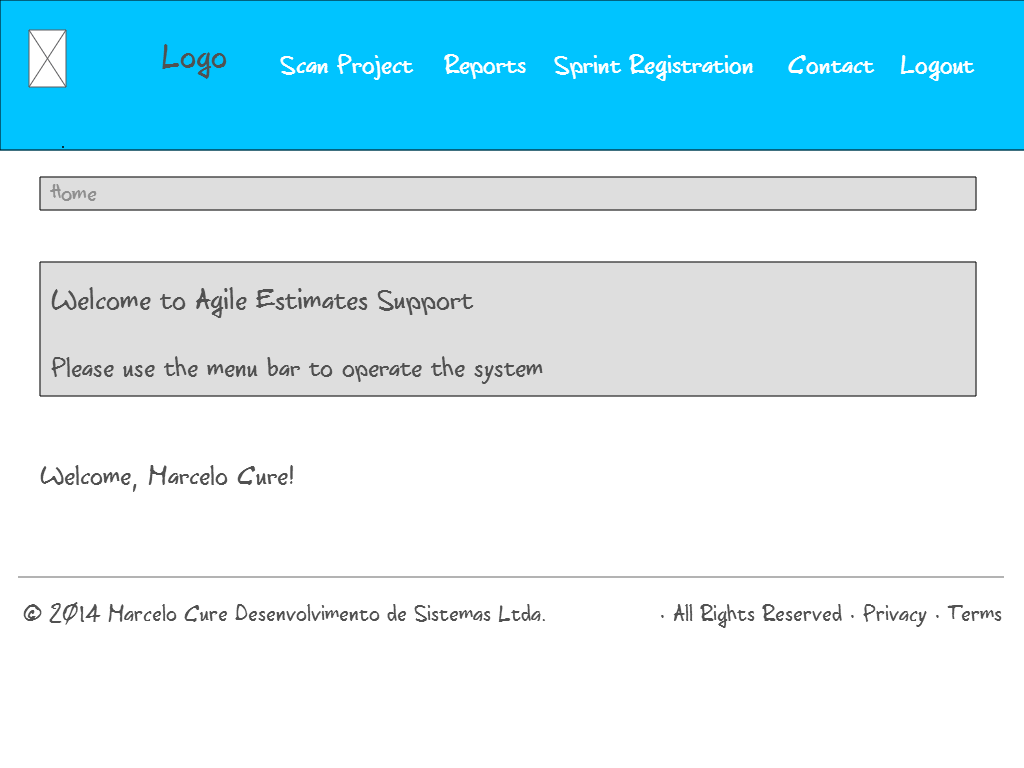 Logo
Scan Project Reports Sprint Registration Contact Logout
Home
Welcome to Agile Estimates Support
Please use the menu bar to operate the system
Welcome, Marcelo Cure!
© 2014 Marcelo Cure Desenvolvimento de Sistemas Ltda. · All Rights Reserved · Privacy · Terms